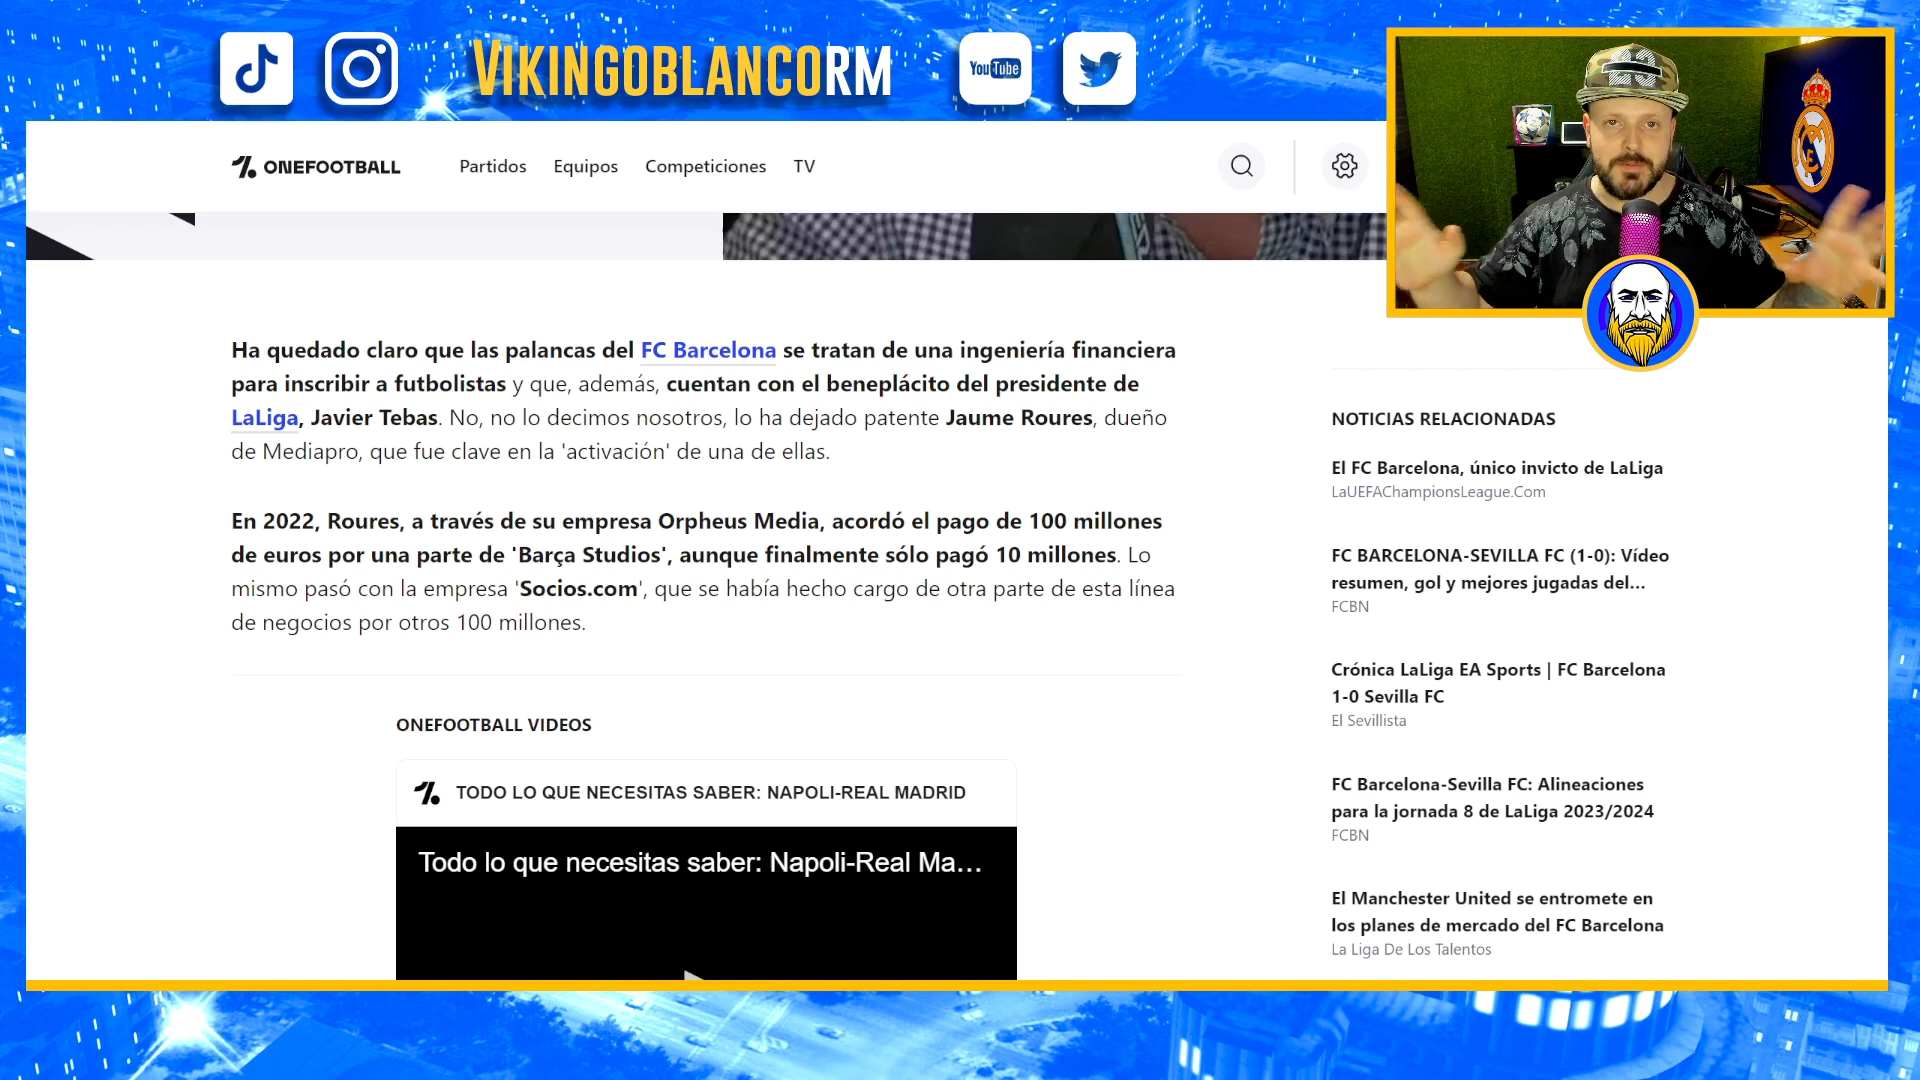 VIKINGOBLANCORM
YouTube
ONEFOOTBALL
Partidos Equipos Competiciones TV
Ha quedado claro que las palancas del FC Barcelona se tratan de una ingeniería financiera
para inscribir a futbolistas y que, además, cuentan con el beneplácito del presidente de
LaLiga, Javier Tebas. No, no lo decimos nosotros, lo ha dejado patente Jaume Roures, dueño
de Mediapro, que fue clave en la 'activación' de una de ellas.
En 2022, Roures, a través de su empresa Orpheus Media, acordó el pago de 100 millones
de euros por una parte de 'Barça Studios', aunque finalmente sólo pagó 10 millones. Lo
mismo pasó con la empresa 'Socios.com', que se había hecho cargo de otra parte de esta línea
de negocios por otros 100 millones.
ONEFOOTBALL VIDEOS
TODO LO QUE NECESITAS SABER: NAPOLI-REAL MADRID
Todo lo que necesitas saber: Napoli-Real Ma...
NOTICIAS RELACIONADAS
El FC Barcelona, único invicto de LaLiga
LaUEFAChampionsLeague.Com
FC BARCELONA-SEVILLA FC (1-0): Vídeo
resumen, gol y mejores jugadas del...
FCBN
Crónica LaLiga EA Sports | FC Barcelona
1-0 Sevilla FC
El Sevillista
FC Barcelona-Sevilla FC: Alineaciones
para la jornada 8 de LaLiga 2023/2024
FCBN
El Manchester United se entromete en
los planes de mercado del FC Barcelona
La Liga De Los Talentos